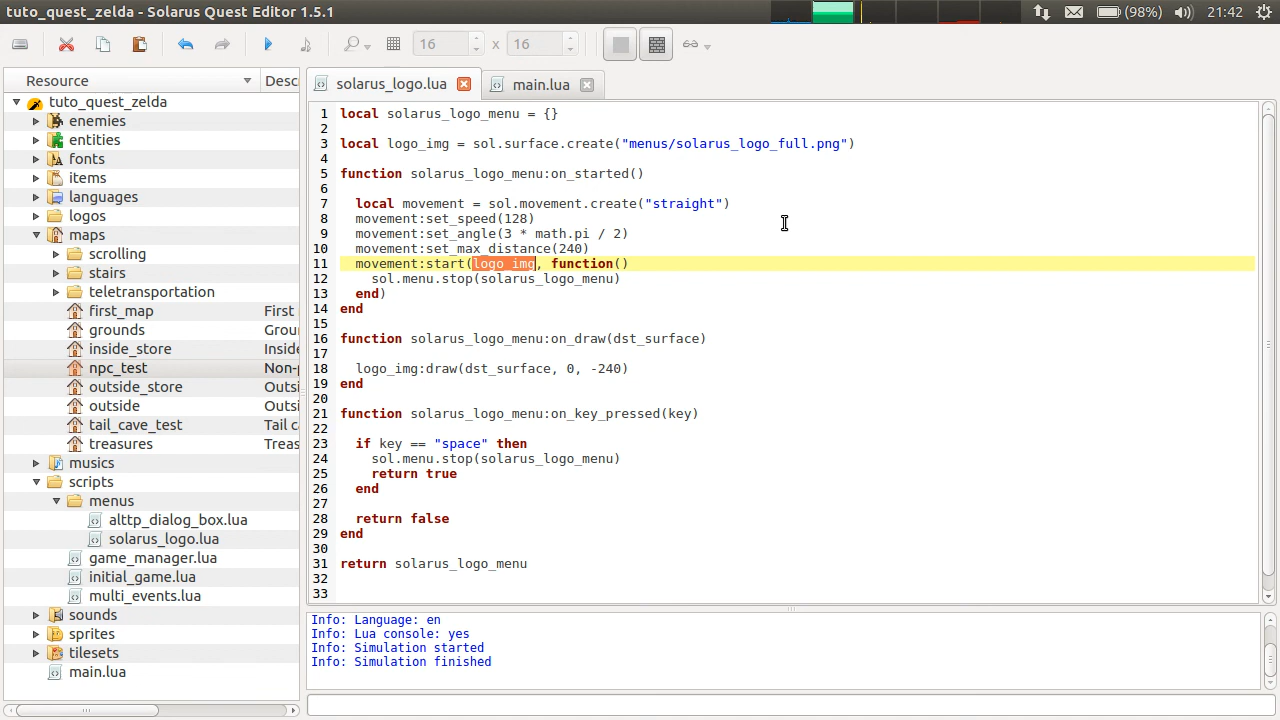 tuto_quest_zelda - Solarus Quest Editor 1.5.1
(98%)
21:42
16 x 16
Resource Desc
tuto_quest_zelda
enemies
entities
fonts
items
languages
logos
maps
scrolling
stairs
teletransportation
first_map First
grounds Grou
inside_store Insid
npc_test Non-p
outside_store Outsi
outside Outsi
tail_cave_test Tail c
treasures Treas
musics
scripts
menus
alttp_dialog_box.lua
solarus_logo.lua
game_manager.lua
initial_game.lua
multi_events.lua
sounds
sprites
tilesets
main.lua
solarus_logo.lua
main.lua
1 local solarus_logo_menu = {}
2
3 local logo_img = sol.surface.create("menus/solarus_logo_full.png")
4
5 function solarus_logo_menu:on_started()
6
7 local movement = sol.movement.create("straight")
8 movement:set_speed(128)
9 movement:set_angle(3 * math.pi / 2)
10 movement:set_max_distance(240)
11 movement:start(logo_img, function()
12 sol.menu.stop(solarus_logo_menu)
13 end)
14 end
15
16 function solarus_logo_menu:on_draw(dst_surface)
17
18 logo_img:draw(dst_surface, 0, -240)
19 end
20
21 function solarus_logo_menu:on_key_pressed(key)
22
23 if key == "space" then
24 sol.menu.stop(solarus_logo_menu)
25 return true
26 end
27
28 return false
29 end
30
31 return solarus_logo_menu
32
33
Info: Language: en
Info: Lua console: yes
Info: Simulation started
Info: Simulation finished